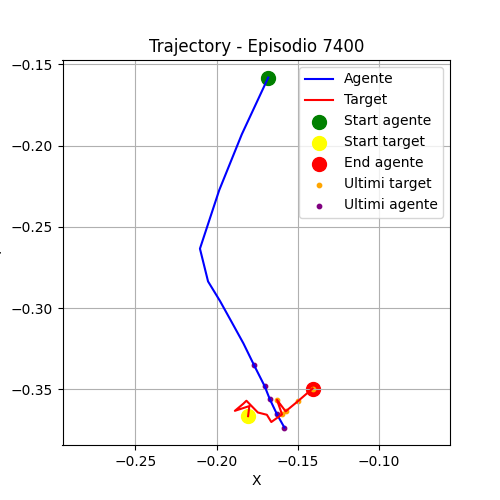 Trajectory - Episodio 7400
Agente
Target
Start agente
Start target
End agente
Ultimi target
Ultimi agente
−0.15
−0.20
−0.25
−0.30
−0.35
−0.25
−0.20
−0.15
−0.10
X